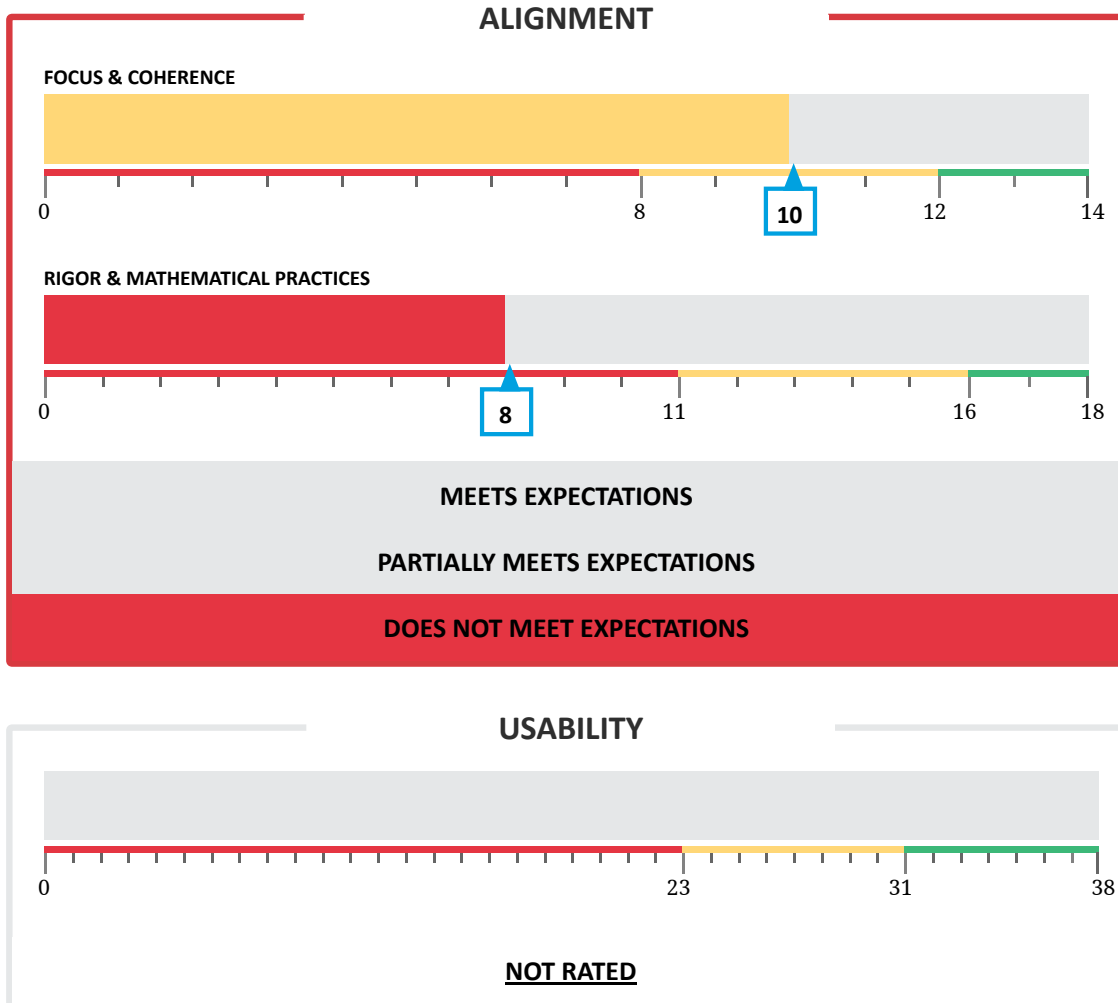 ALIGNMENT
FOCUS & COHERENCE
0 8 10 12 14
RIGOR & MATHEMATICAL PRACTICES
0 8 11 16 18
MEETS EXPECTATIONS
PARTIALLY MEETS EXPECTATIONS
DOES NOT MEET EXPECTATIONS
USABILITY
0 23 31 38
NOT RATED